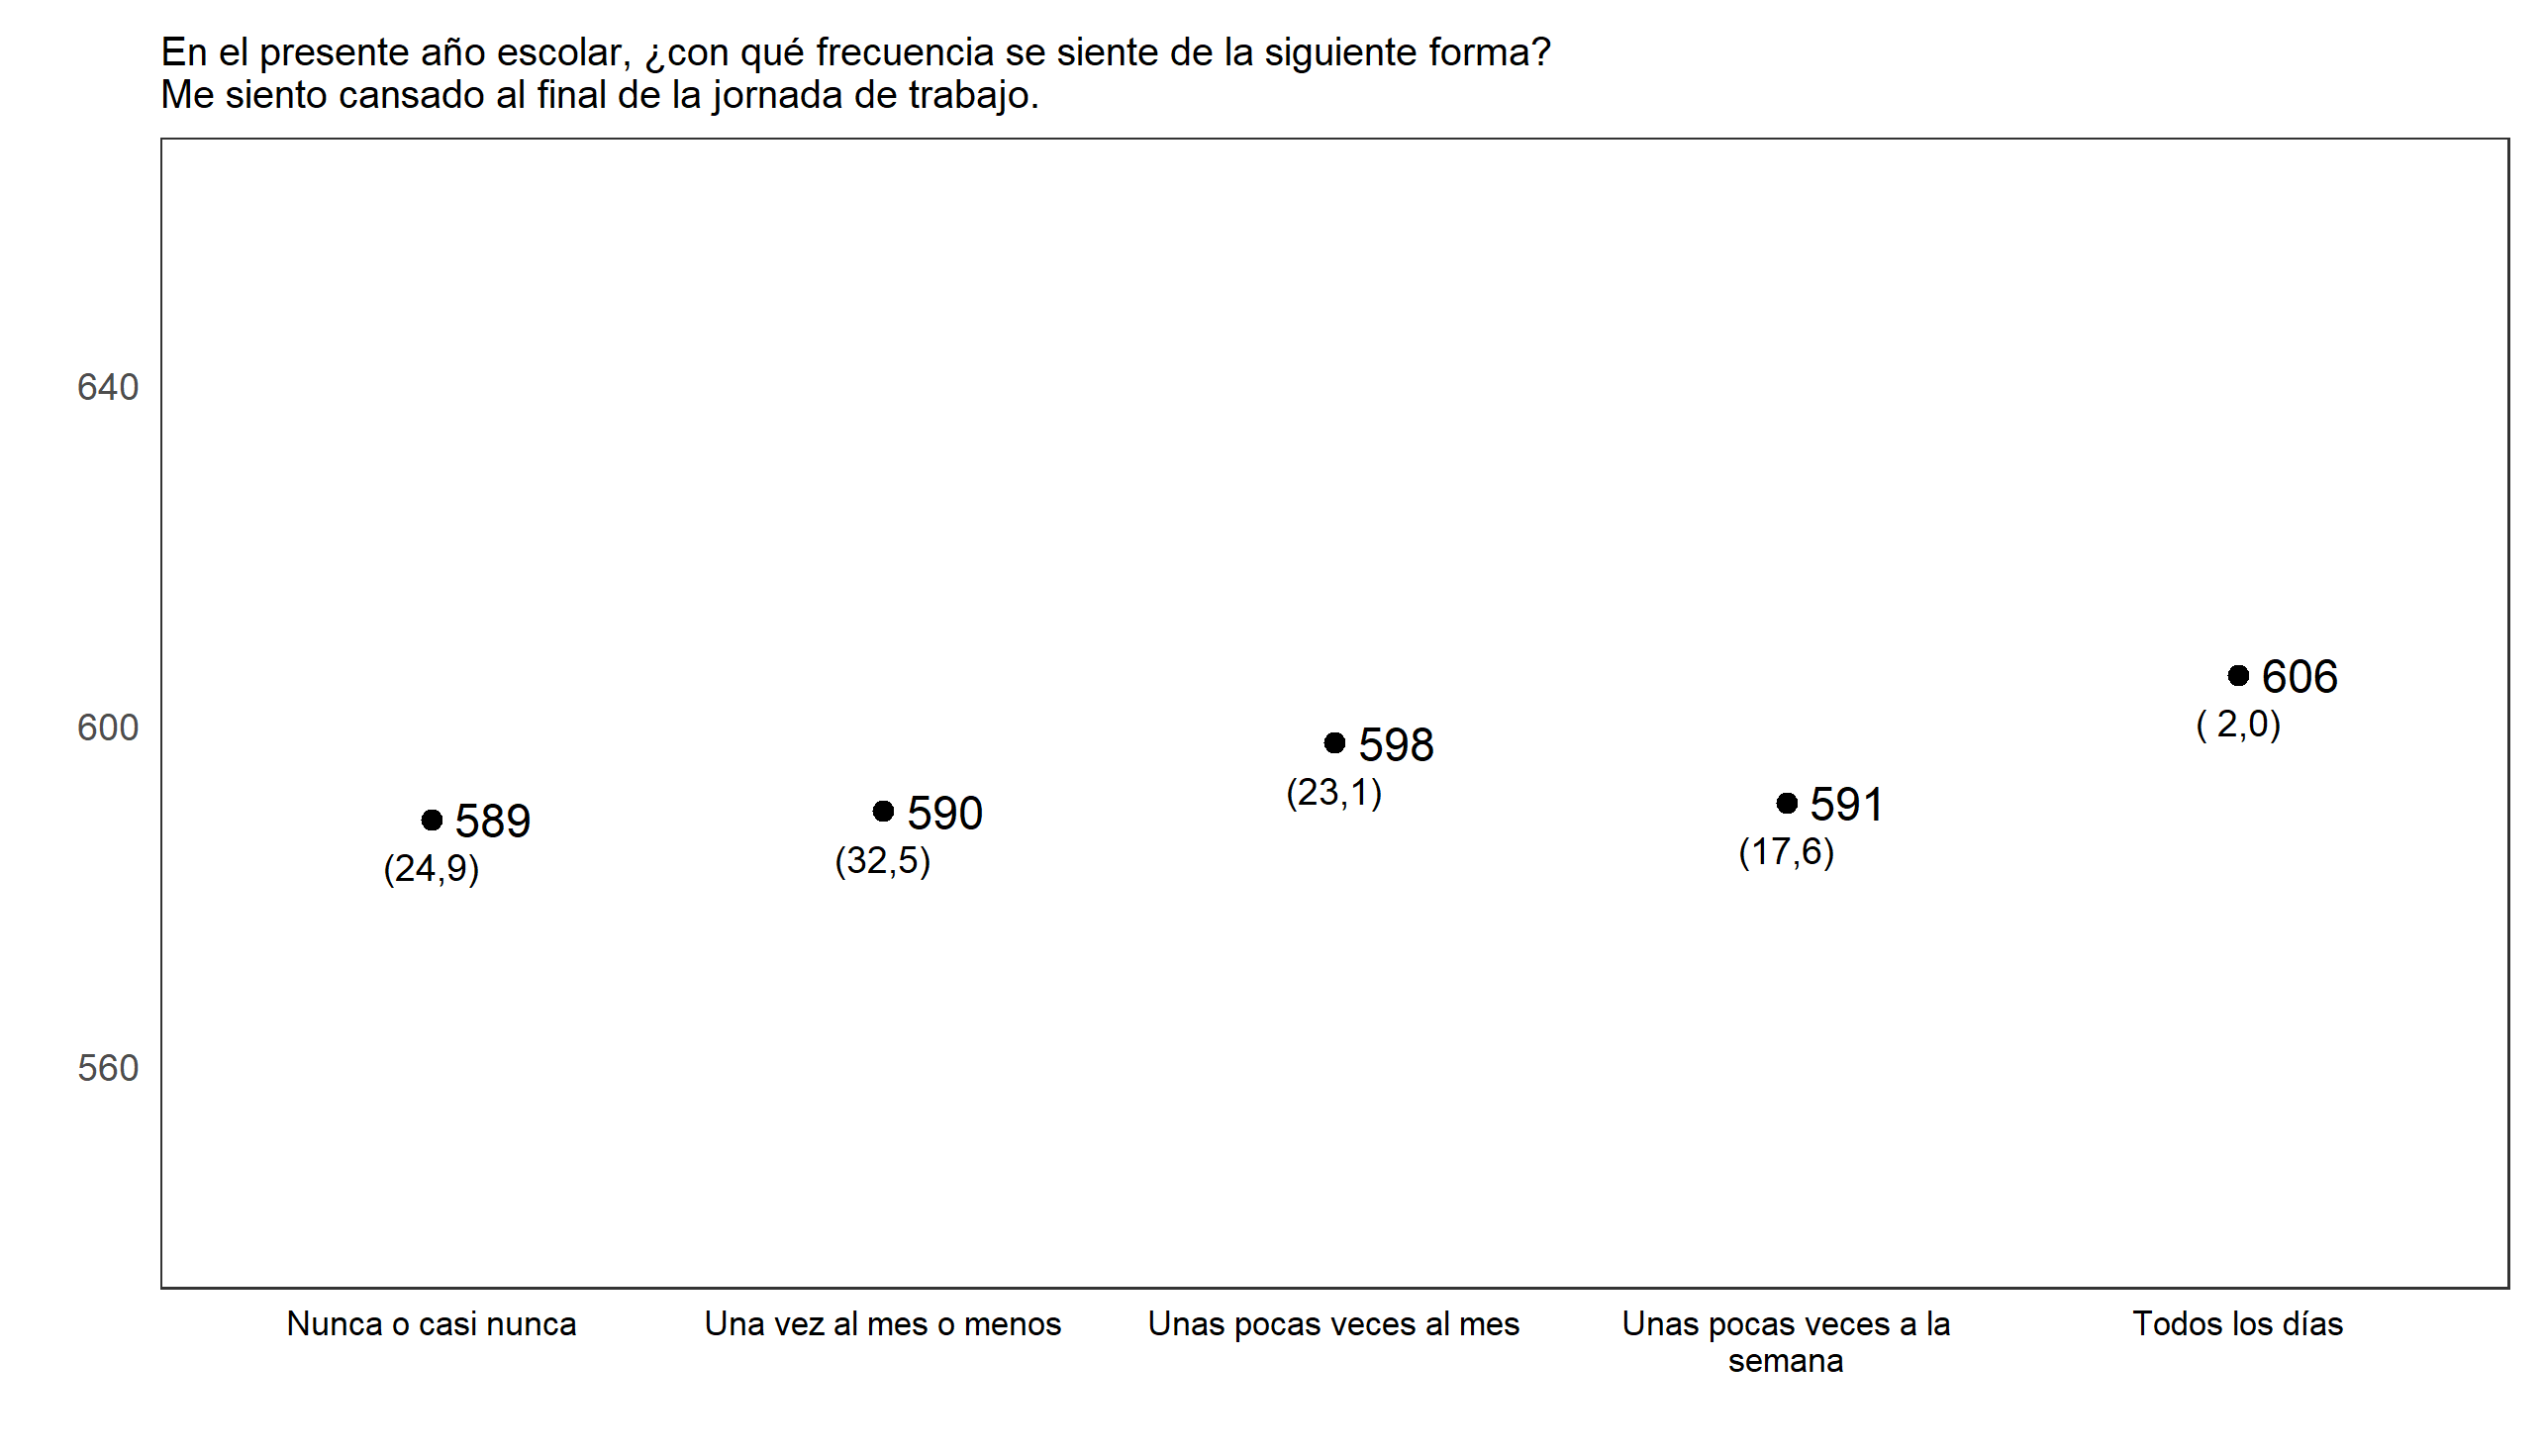 En el presente año escolar, ¿con qué frecuencia se siente de la siguiente forma?
Me siento cansado al final de la jornada de trabajo.
640
600
560
589
(24,9)
590
(32,5)
598
(23,1)
591
(17,6)
606
( 2,0)
Nunca o casi nunca
Una vez al mes o menos
Unas pocas veces al mes
Unas pocas veces a la
semana
Todos los días